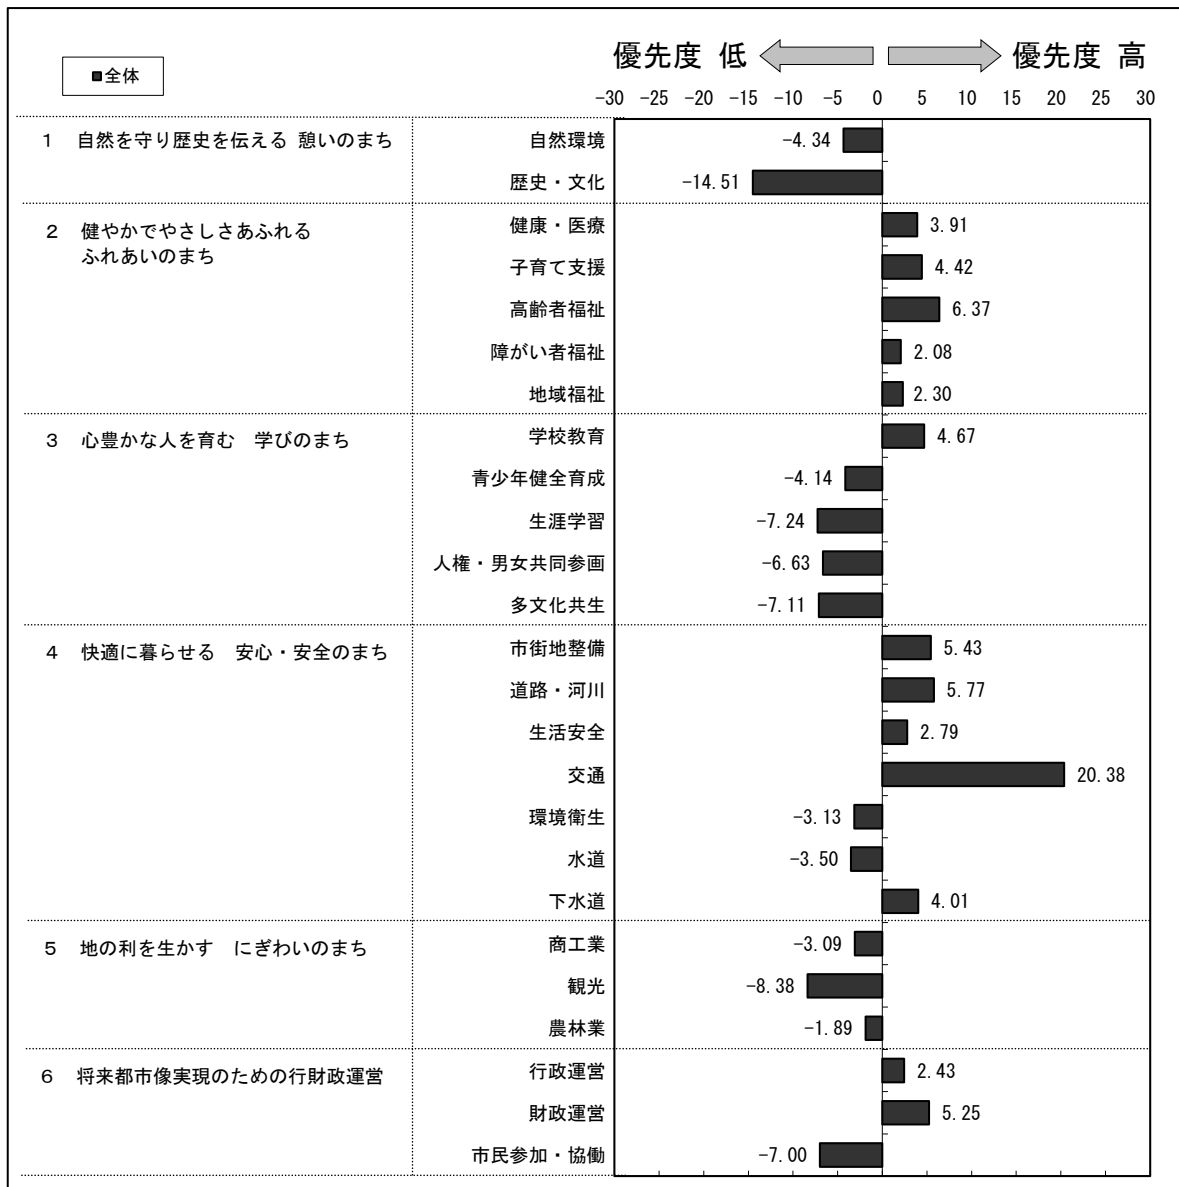 優先度 低
優先度 高
■全体
-30 -25 -20 -15 -10 -5 0 5 10 15 20 25 30
1 自然を守り歴史を伝える 憩いのまち
自然環境 -4.34
歴史・文化 -14.51
2 健やかでやさしさあふれる
ふれあいのまち
健康・医療 3.91
子育て支援 4.42
高齢者福祉 6.37
障がい者福祉 2.08
地域福祉 2.30
3 心豊かな人を育む 学びのまち
学校教育 4.67
青少年健全育成 -4.14
生涯学習 -7.24
人権・男女共同参画 -6.63
多文化共生 -7.11
4 快適に暮らせる 安心・安全のまち
市街地整備 5.43
道路・河川 5.77
生活安全 2.79
交通 20.38
環境衛生 -3.13
水道 -3.50
下水道 4.01
5 地の利を生かす にぎわいのまち
商工業 -3.09
観光 -8.38
農林業 -1.89
6 将来都市像実現のための行財政運営
行政運営 2.43
財政運営 5.25
市民参加・協働 -7.00